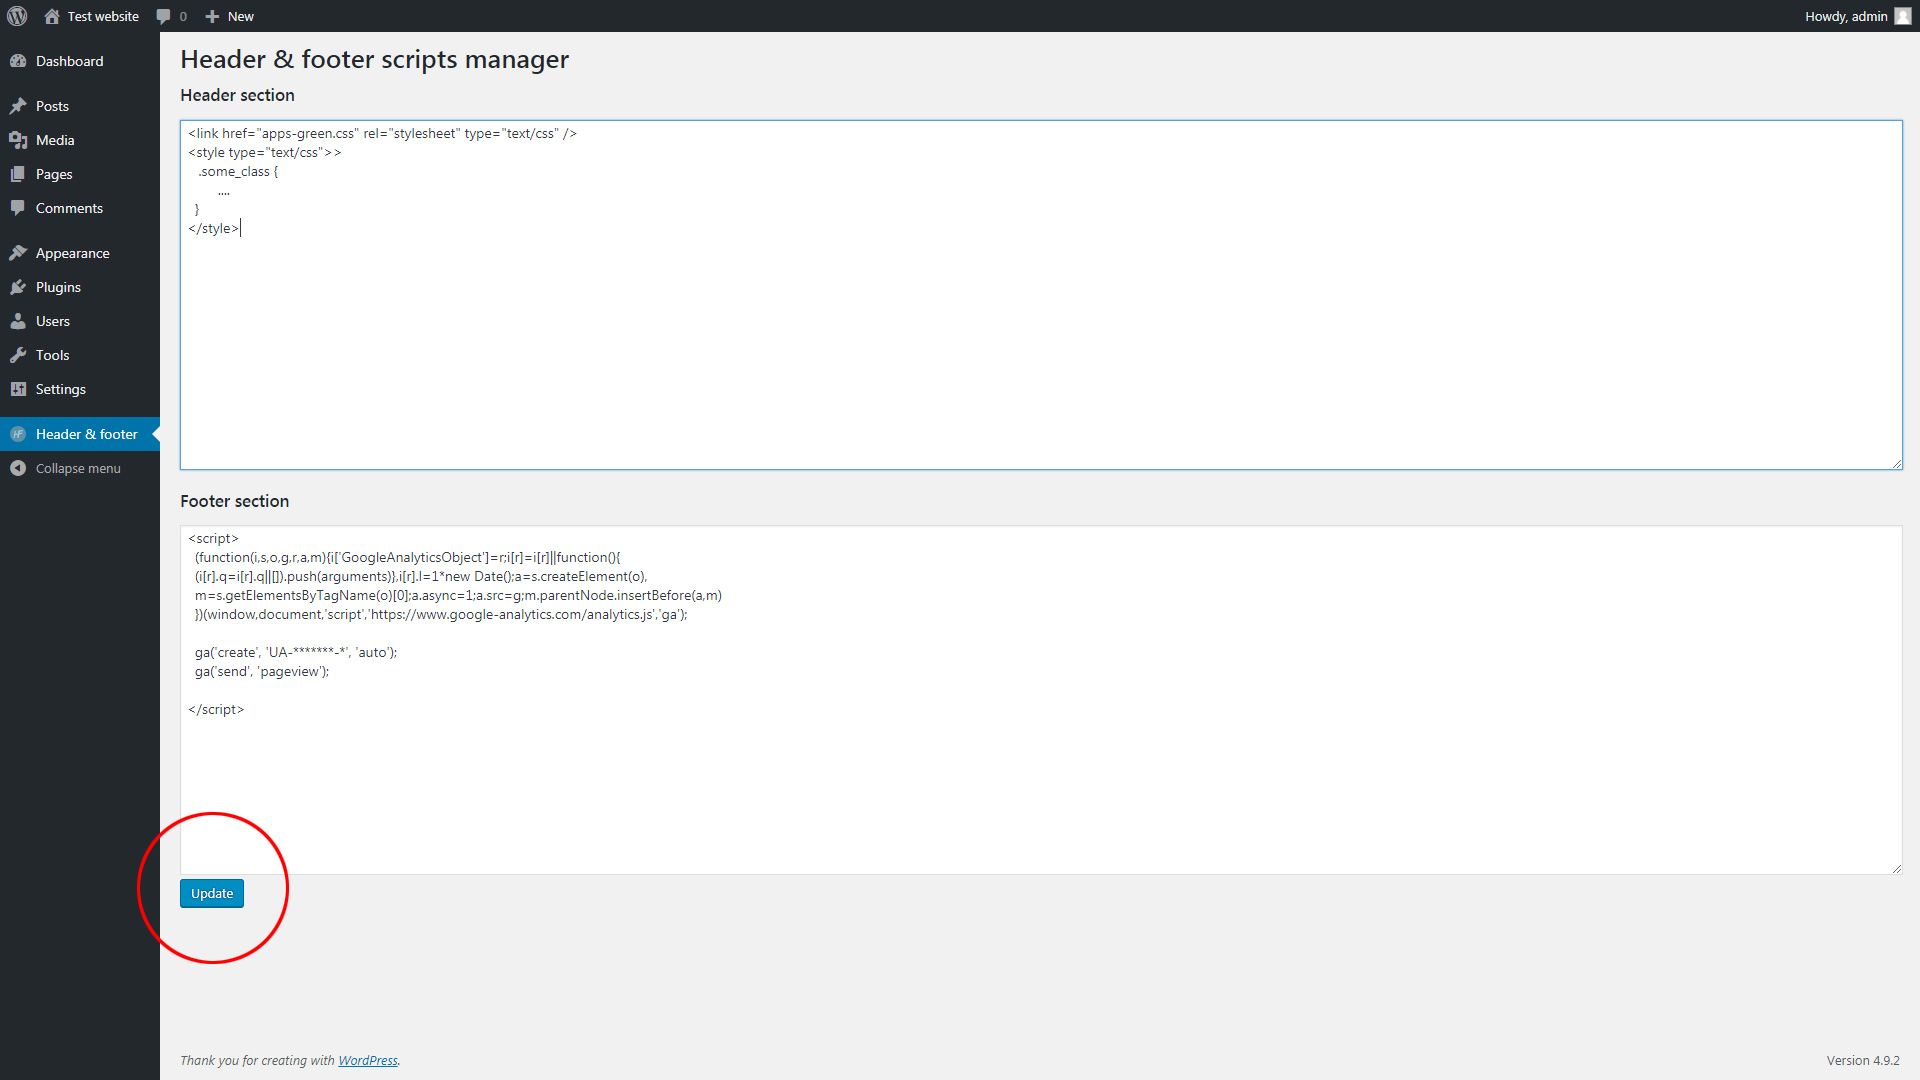 Test website 0 New Howdy, admin
Dashboard
Posts
Media
Pages
Comments
Appearance
Plugins
Users
Tools
Settings
HF Header & footer
Collapse menu
Header & footer scripts manager
Header section
<link href="apps-green.css" rel="stylesheet" type="text/css" />
<style type="text/css">>
.some_class {
....
}
</style>
Footer section
<script>
(function(i,s,o,g,r,a,m){i['GoogleAnalyticsObject']=r;i[r]=i[r]||function(){
(i[r].q=i[r].q||[]).push(arguments)},i[r].l=1*new Date();a=s.createElement(o),
m=s.getElementsByTagName(o)[0];a.async=1;a.src=g;m.parentNode.insertBefore(a,m)
})(window,document,'script','https://www.google-analytics.com/analytics.js','ga');
ga('create', 'UA-*******-*', 'auto');
ga('send', 'pageview');
</script>
Update
Thank you for creating with WordPress.
Version 4.9.2